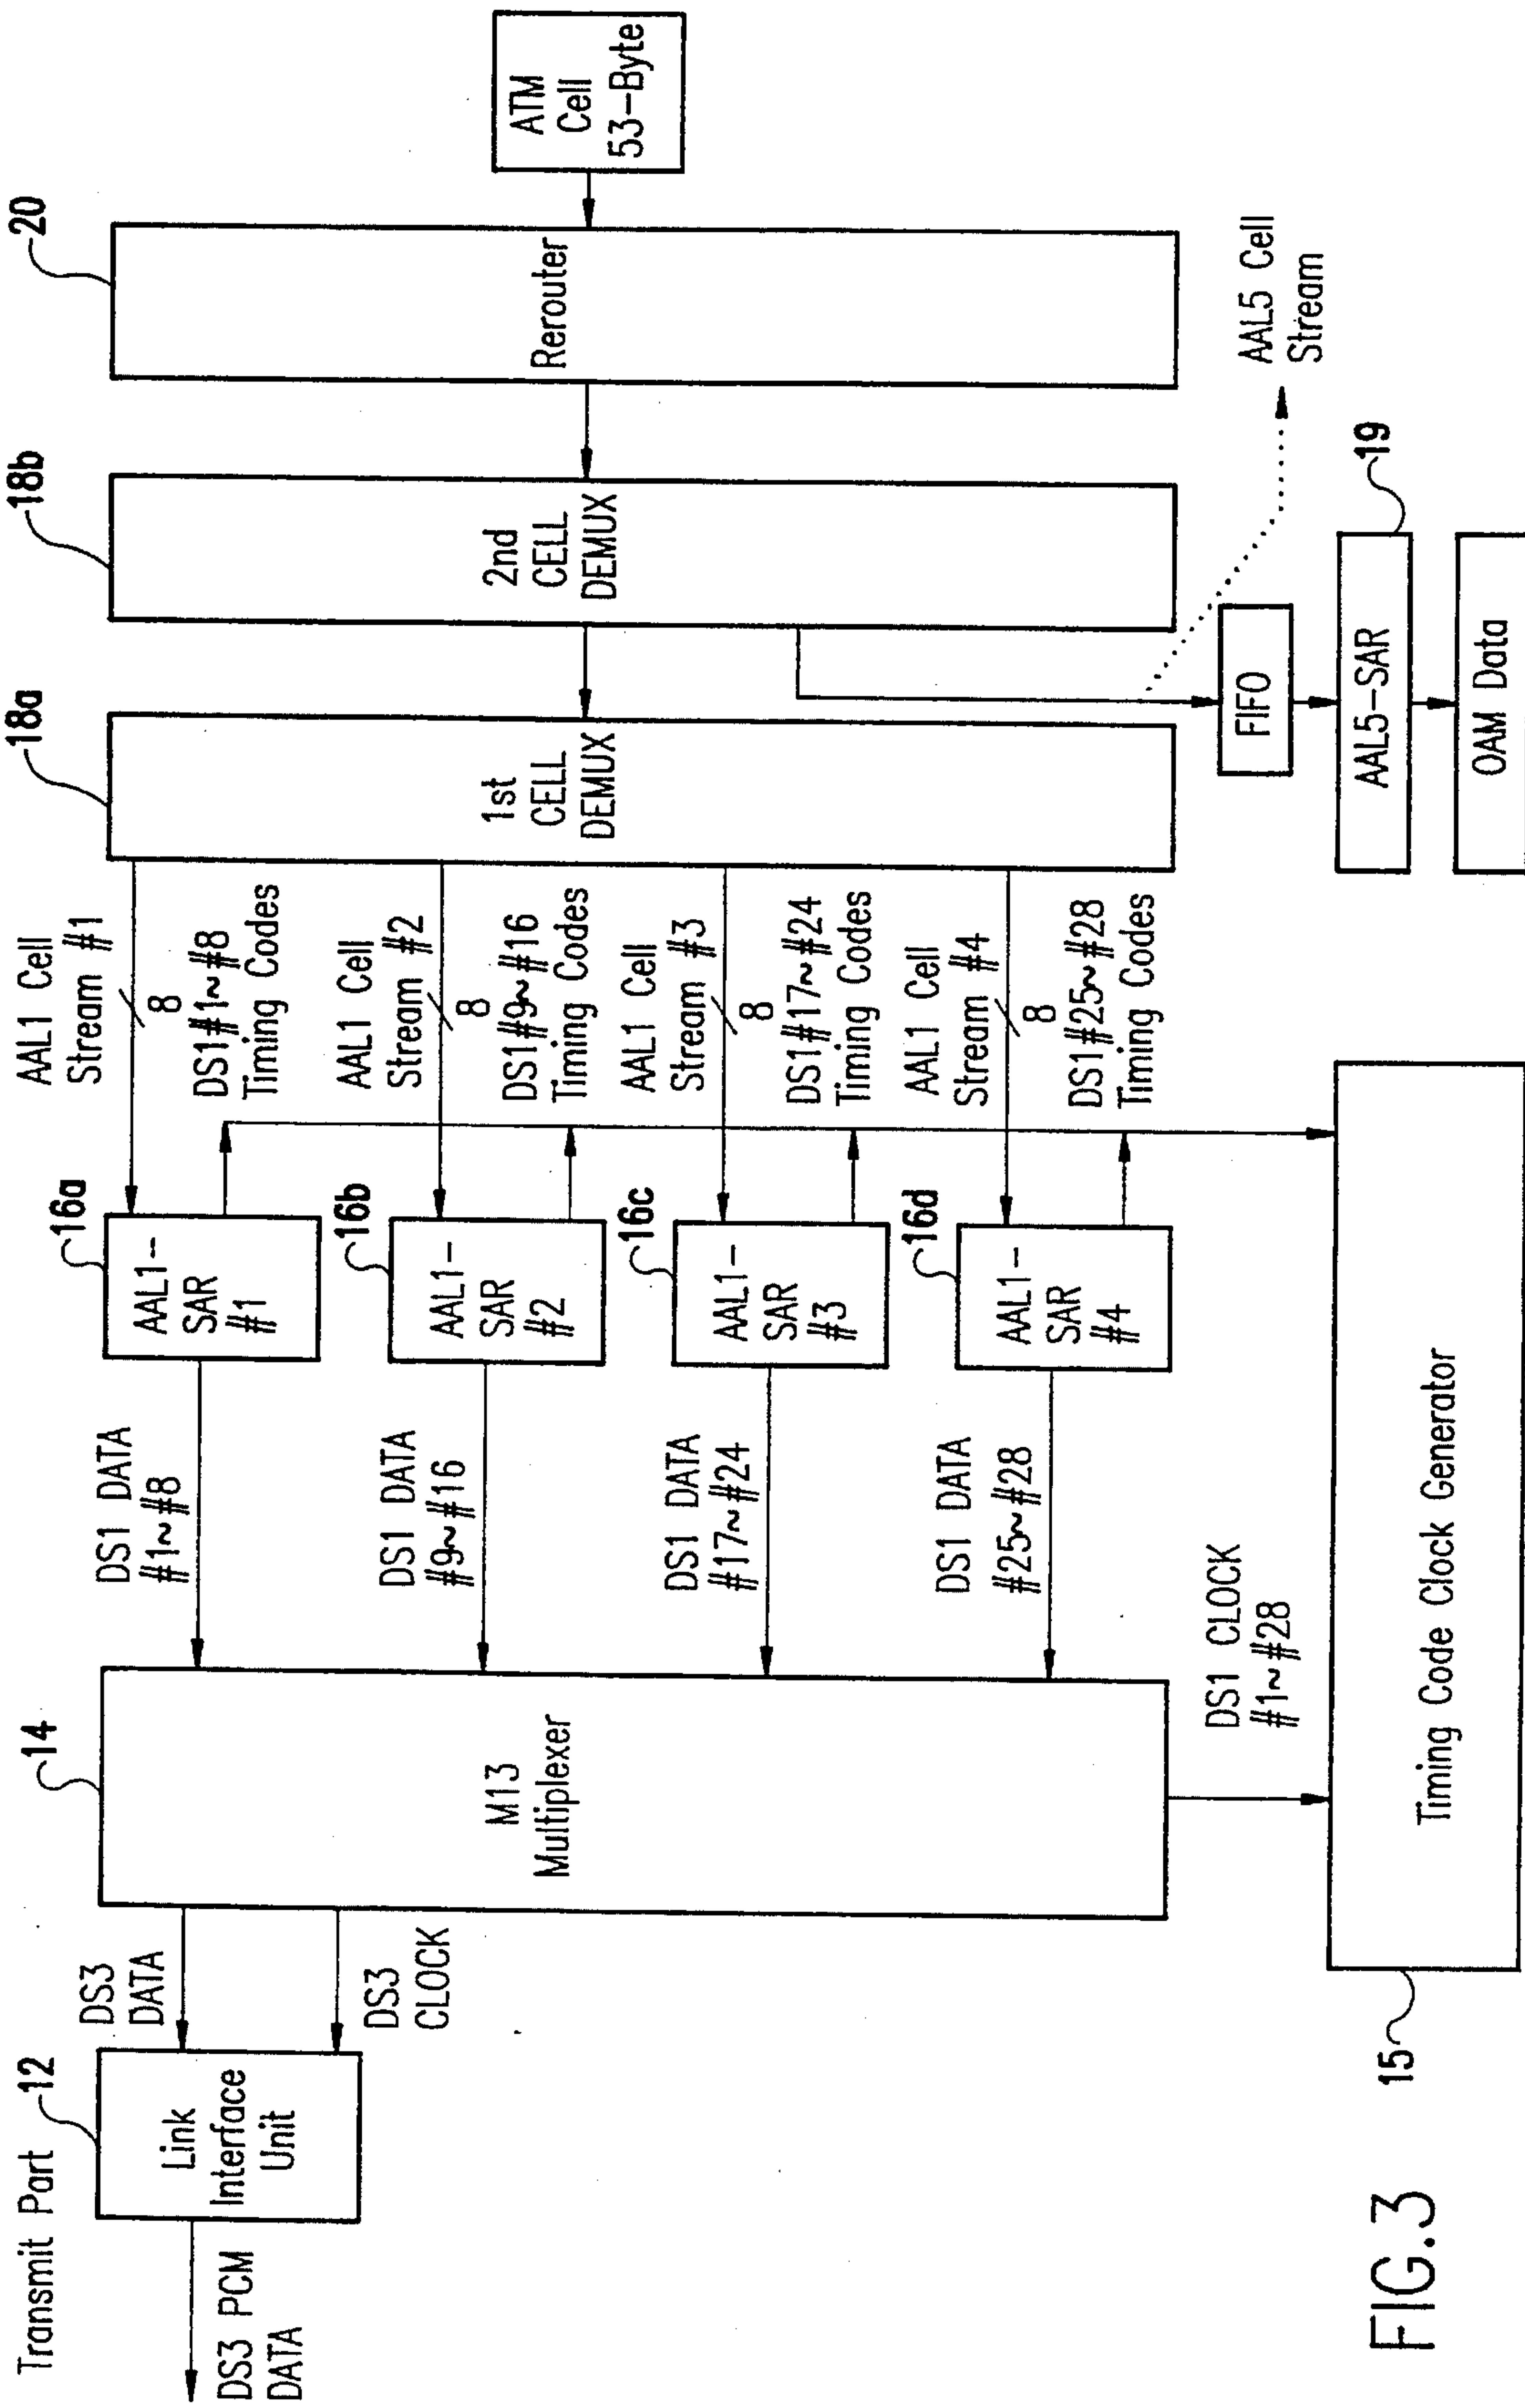 Transmit Part
12
Link
Interface
Unit
DS3 PCM
DATA
DS3
DATA
DS3
CLOCK
14
M13
Multiplexer
DS1 DATA
#1~#8
DS1 DATA
#9~#16
DS1 DATA
#17~#24
DS1 DATA
#25~#28
DS1 CLOCK
#1~#28
16a
AAL1-
SAR
#1
16b
AAL1-
SAR
#2
16c
AAL1-
SAR
#3
16d
AAL1-
SAR
#4
AAL1 Cell
Stream #1
8
DS1#1~#8
Timing Codes
AAL1 Cell
Stream #2
8
DS1#9~#16
Timing Codes
AAL1 Cell
Stream #3
8
DS1#17~#24
Timing Codes
AAL1 Cell
Stream #4
8
DS1#25~#28
Timing Codes
18a
1st
CELL
DEMUX
18b
2nd
CELL
DEMUX
20
Rerouter
ATM
Cell
53-Byte
AAL5 Cell
Stream
FIFO
19
AAL5-SAR
OAM Data
15
Timing Code Clock Generator
FIG.3